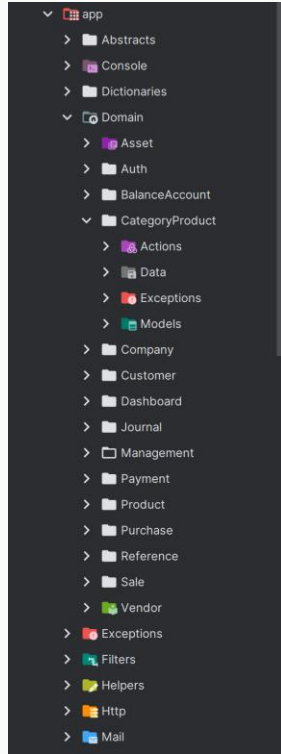 app
Abstracts
Console
Dictionaries
Domain
Asset
Auth
BalanceAccount
CategoryProduct
Actions
Data
Exceptions
Models
Company
Customer
Dashboard
Journal
Management
Payment
Product
Purchase
Reference
Sale
Vendor
Exceptions
Filters
Helpers
Http
Mail